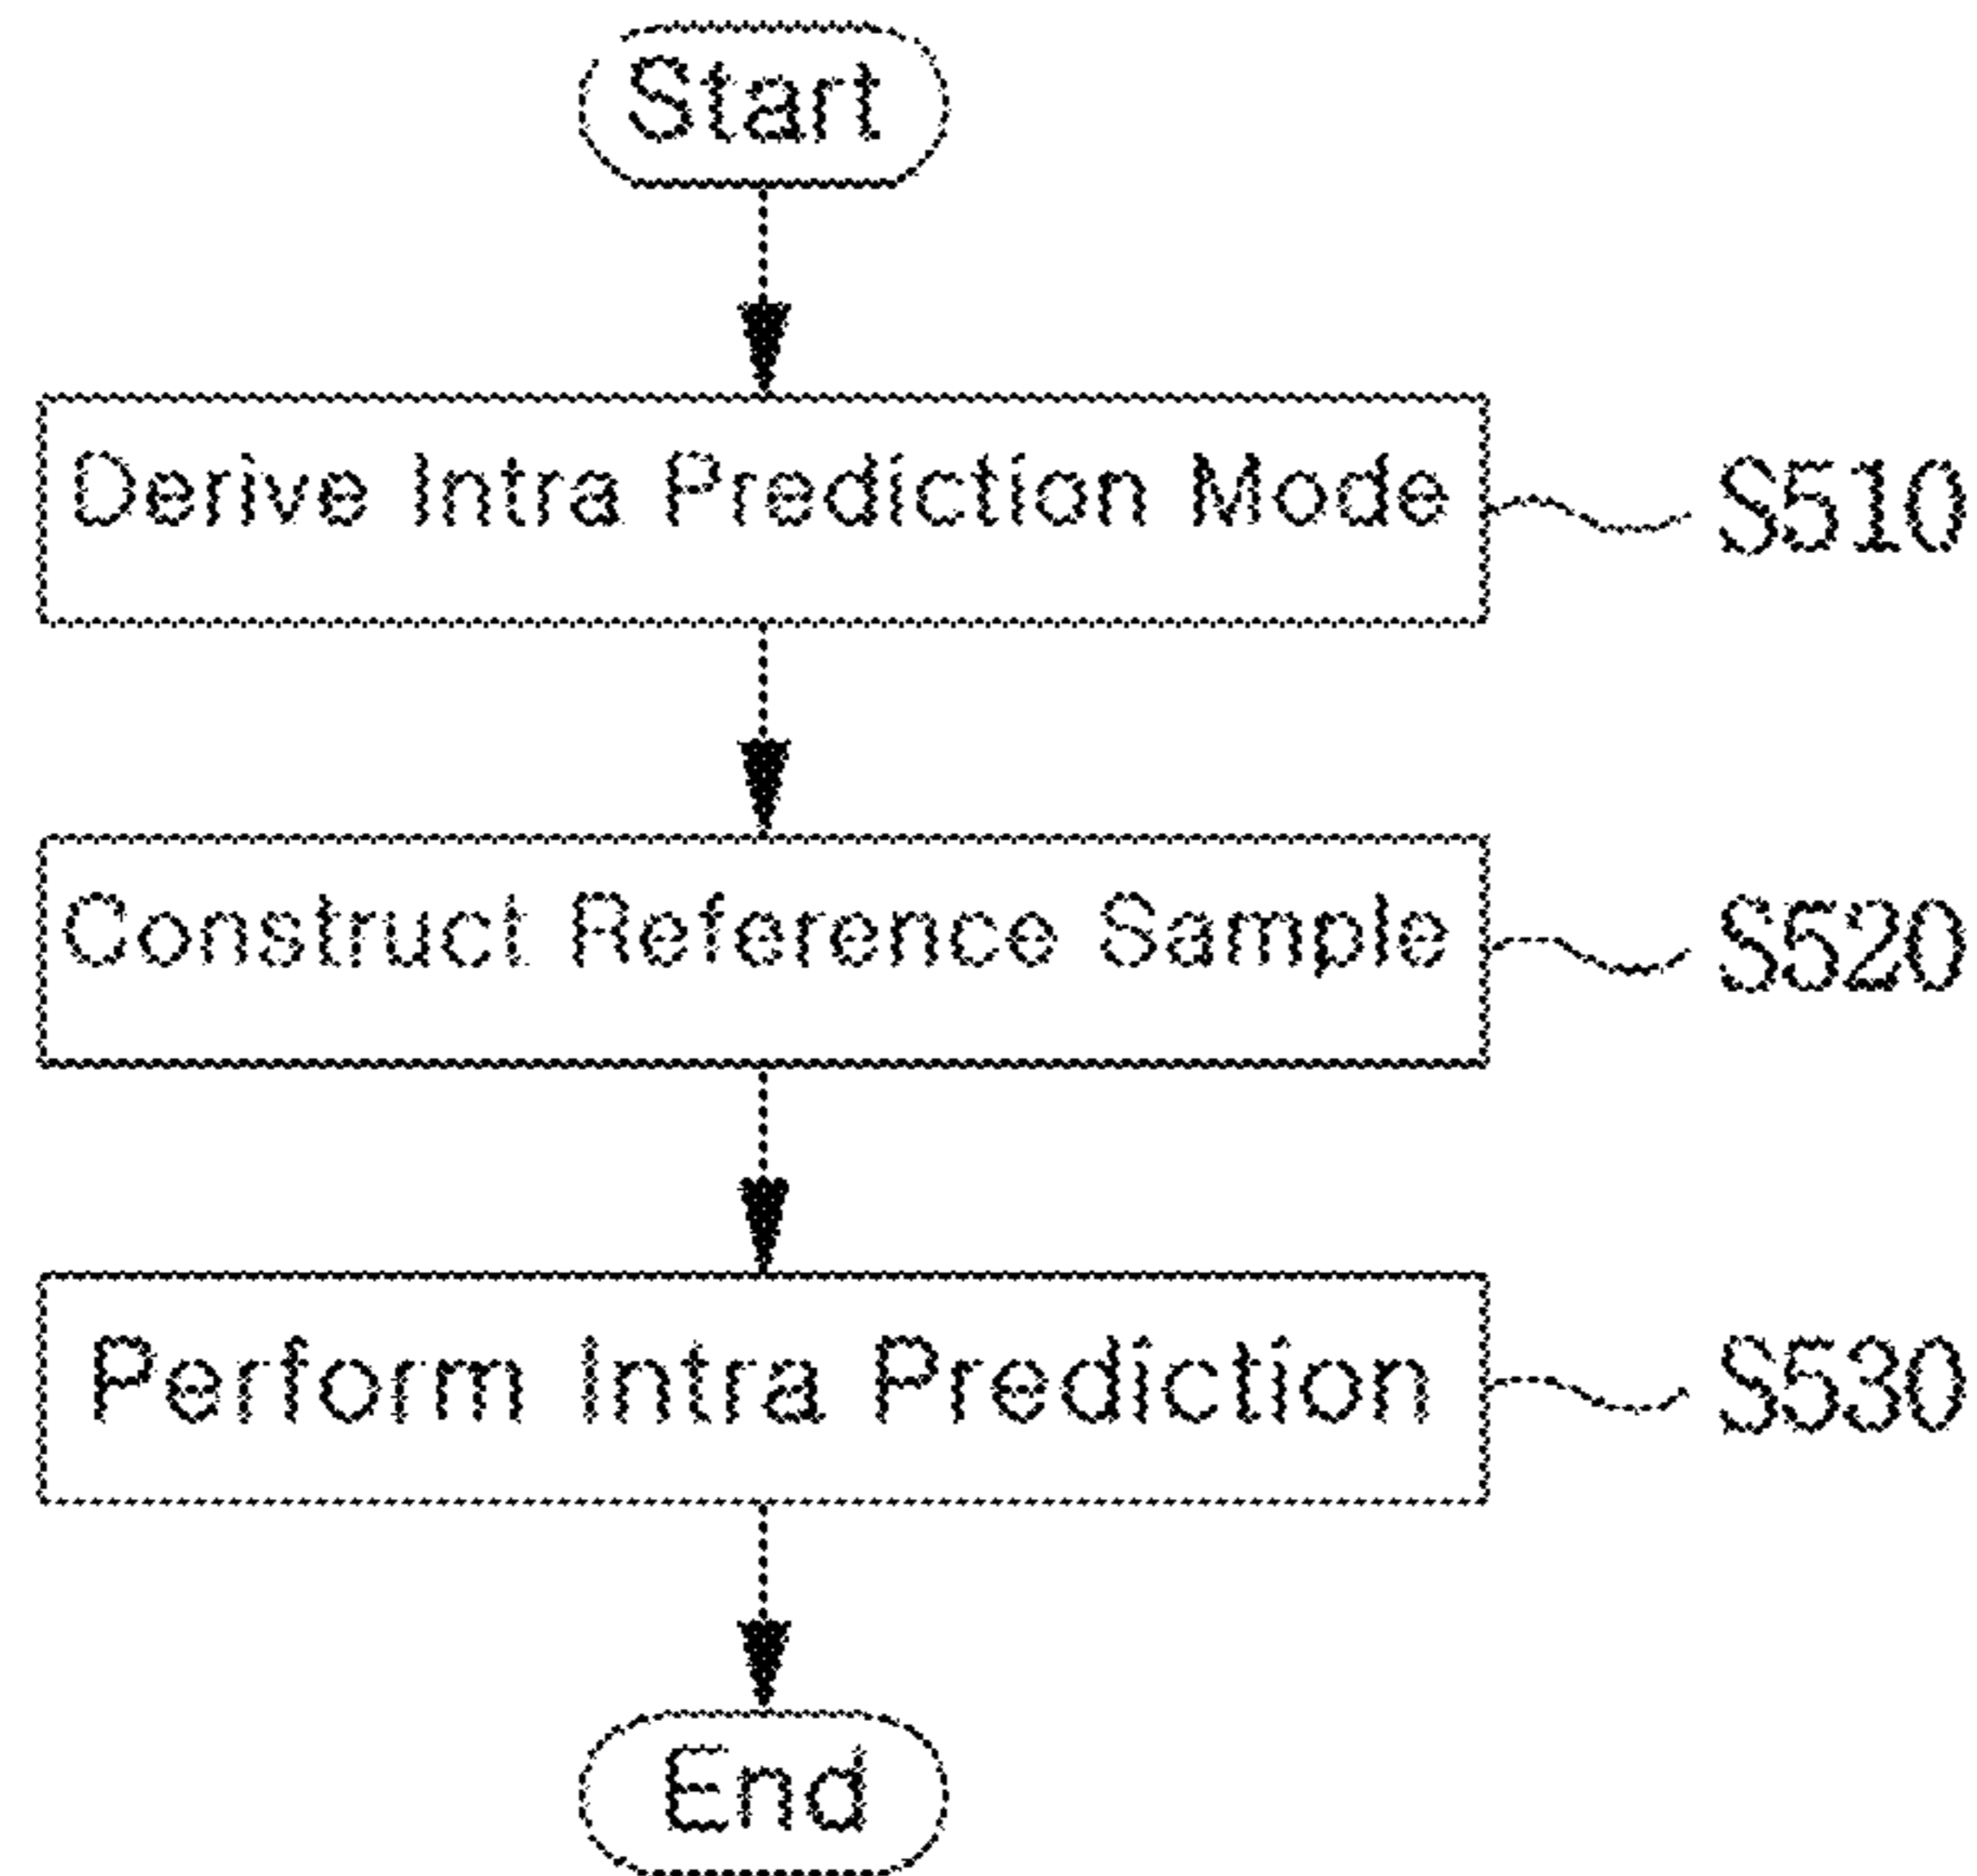 Start
Derive Intra Prediction Mode
S510
Construct Reference Sample
S520
Perform Intra Prediction
S530
End